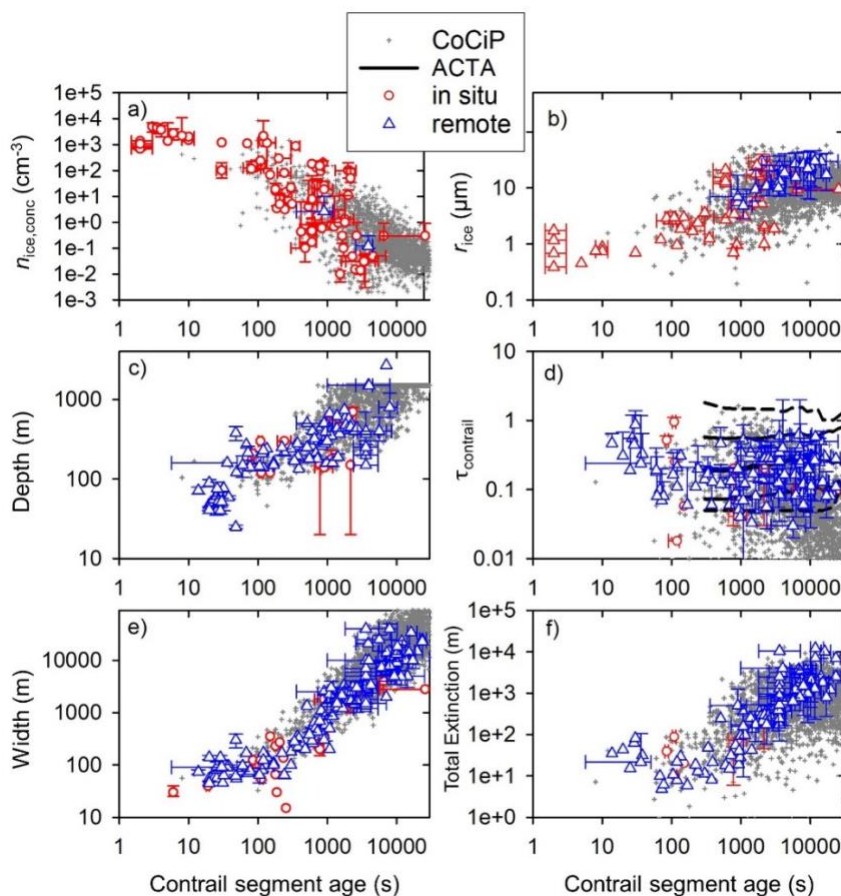 CoCiP
ACTA
in situ
remote
a)
1e+5
1e+4
1e+3
1e+2
1e+1
1e+0
1e-1
1e-2
1e-3
n_ice,conc (cm⁻³)
1 10 100 1000 10000
b)
10
1
0.1
r_ice (µm)
1 10 100 1000 10000
c)
1000
100
10
Depth (m)
1 10 100 1000 10000
d)
10
1
0.1
0.01
τ_contrail
1 10 100 1000 10000
e)
10000
1000
100
10
Width (m)
1 10 100 1000 10000
Contrail segment age (s)
f)
1e+5
1e+4
1e+3
1e+2
1e+1
1e+0
Total Extinction (m)
1 10 100 1000 10000
Contrail segment age (s)